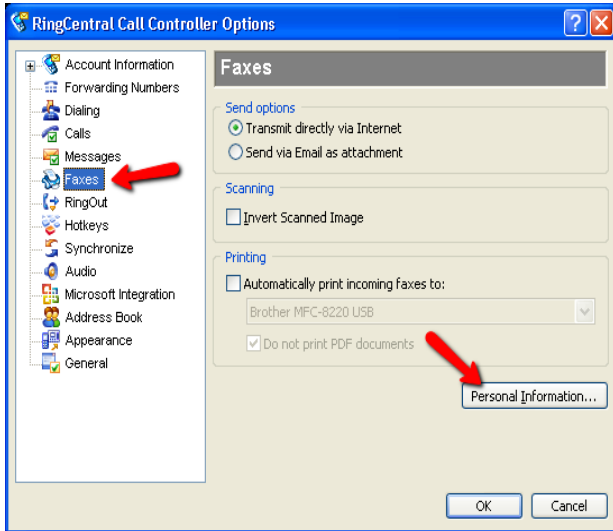 RingCentral Call Controller Options
Account Information
Forwarding Numbers
Dialing
Calls
Messages
Faxes
RingOut
Hotkeys
Synchronize
Audio
Microsoft Integration
Address Book
Appearance
General
Faxes
Send options
Transmit directly via Internet
Send via Email as attachment
Scanning
Invert Scanned Image
Printing
Automatically print incoming faxes to:
Brother MFC-8220 USB
Do not print PDF documents
Personal Information...
OK Cancel